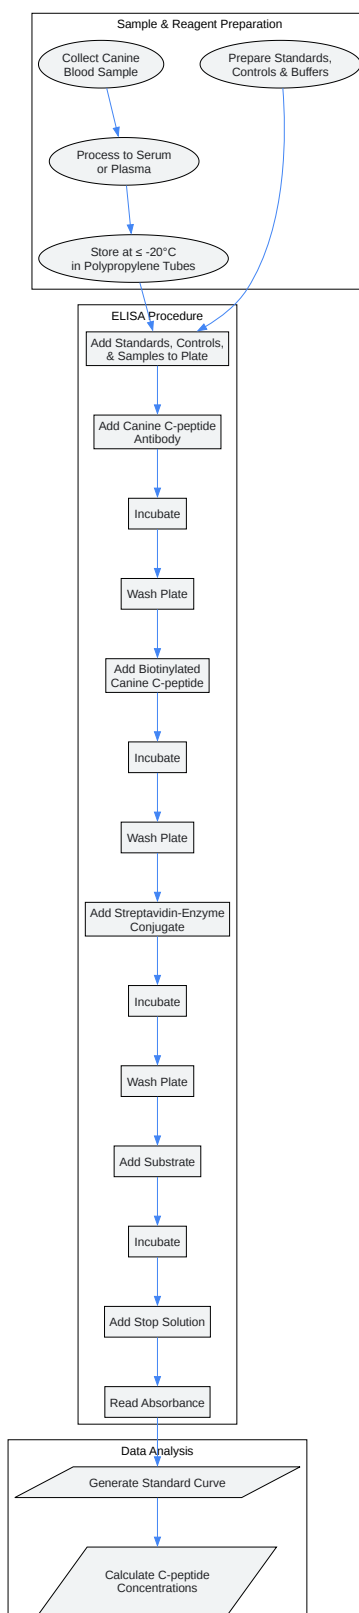 Sample & Reagent Preparation
Collect Canine
Blood Sample
Prepare Standards,
Controls & Buffers
Process to Serum
or Plasma
Store at ≤ -20°C
in Polypropylene Tubes
ELISA Procedure
Add Standards, Controls,
& Samples to Plate
Add Canine C-peptide
Antibody
Incubate
Wash Plate
Add Biotinylated
Canine C-peptide
Incubate
Wash Plate
Add Streptavidin-Enzyme
Conjugate
Incubate
Wash Plate
Add Substrate
Incubate
Add Stop Solution
Read Absorbance
Data Analysis
Generate Standard Curve
Calculate C-peptide
Concentrations